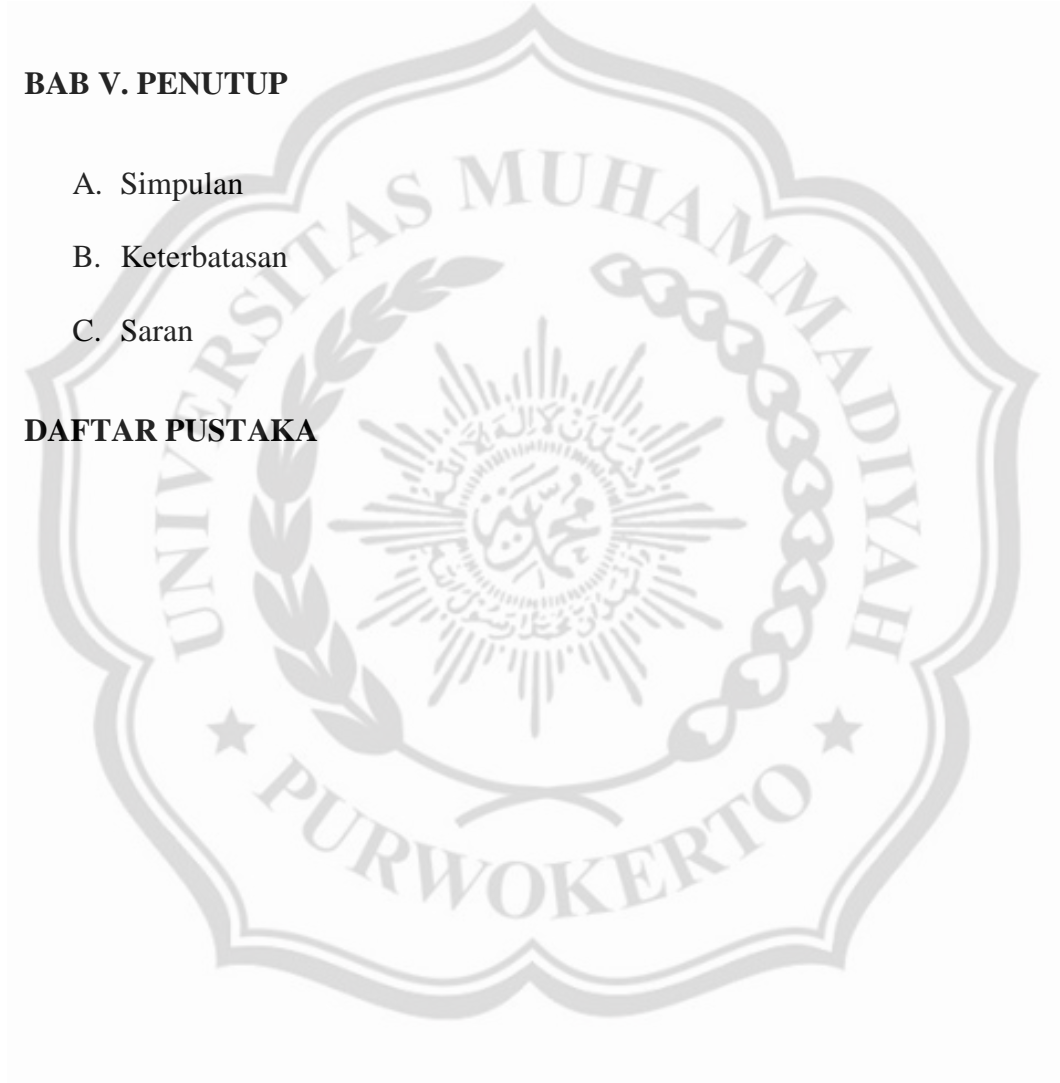 BAB V. PENUTUP
A. Simpulan
B. Keterbatasan
C. Saran
DAFTAR PUSTAKA
UNIVERSITAS MUHAMMADIYAH
PURWOKERTO